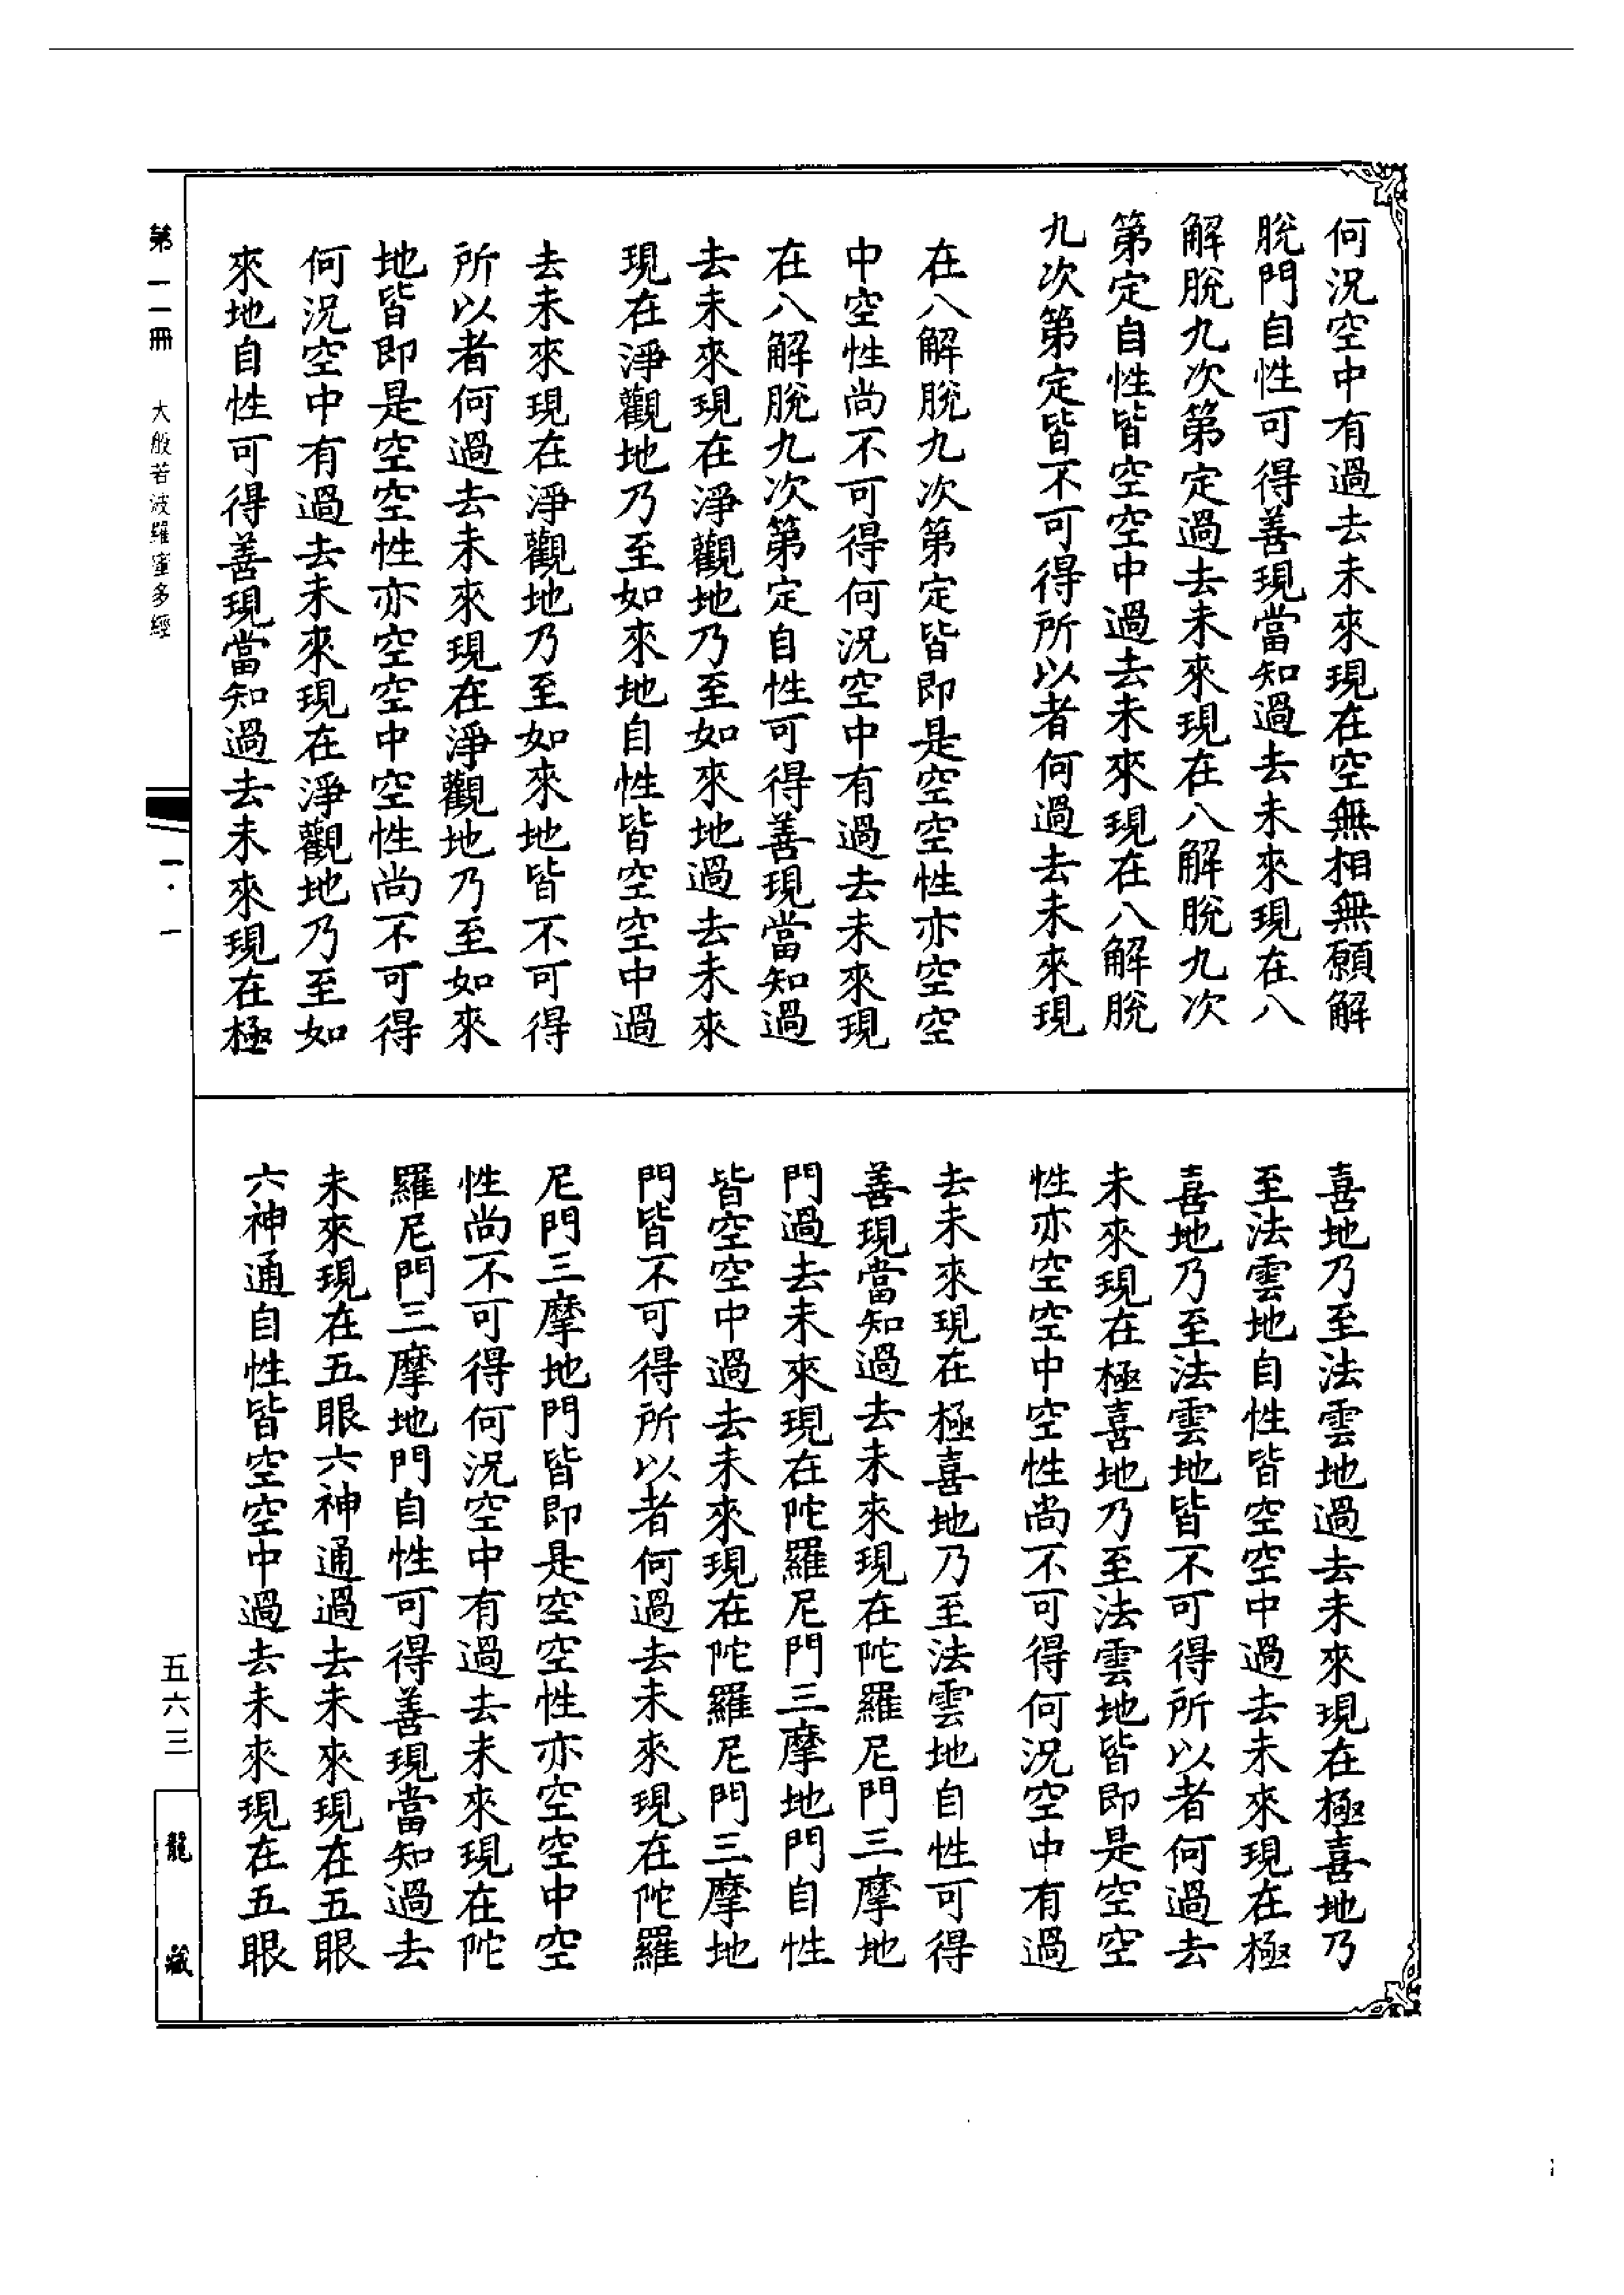 何況空中有過去未來現在空無相無願解
脫門自性可得善現當知過去未來現在八
解脫九次第定過去未來現在八解脫九次
第定自性皆空空中過去未來現在八解脫
九次第定皆不可得所以者何過去未來現
在八解脫九次第定皆即是空空性亦空空
中空性尚不可得何況空中有過去未來現
在八解脫九次第定自性可得善現當知過
去未來現在淨觀地乃至如來地過去未來
現在淨觀地乃至如來地自性皆空空中過
去未來現在淨觀地乃至如來地皆不可得
所以者何過去未來現在淨觀地乃至如來
地皆即是空空性亦空空中空性尚不可得
何況空中有過去未來現在淨觀地乃至如
來地自性可得善現當知過去未來現在極
喜地乃至法雲地過去未來現在極喜地乃
至法雲地自性皆空空中過去未來現在極
喜地乃至法雲地皆不可得所以者何過去
未來現在極喜地乃至法雲地皆即是空空
性亦空空中空性尚不可得何況空中有過
去未來現在極喜地乃至法雲地自性可得
善現當知過去未來現在陀羅尼門三摩地
門過去未來現在陀羅尼門三摩地門自性
皆空空中過去未來現在陀羅尼門三摩地
門皆不可得所以者何過去未來現在陀羅
尼門三摩地門皆即是空空性亦空空中空
性尚不可得何況空中有過去未來現在陀
羅尼門三摩地門自性可得善現當知過去
未來現在五眼六神通過去未來現在五眼
六神通自性皆空空中過去未來現在五眼
第一一冊 大般若波羅蜜多經
一·一
五六三
龍藏